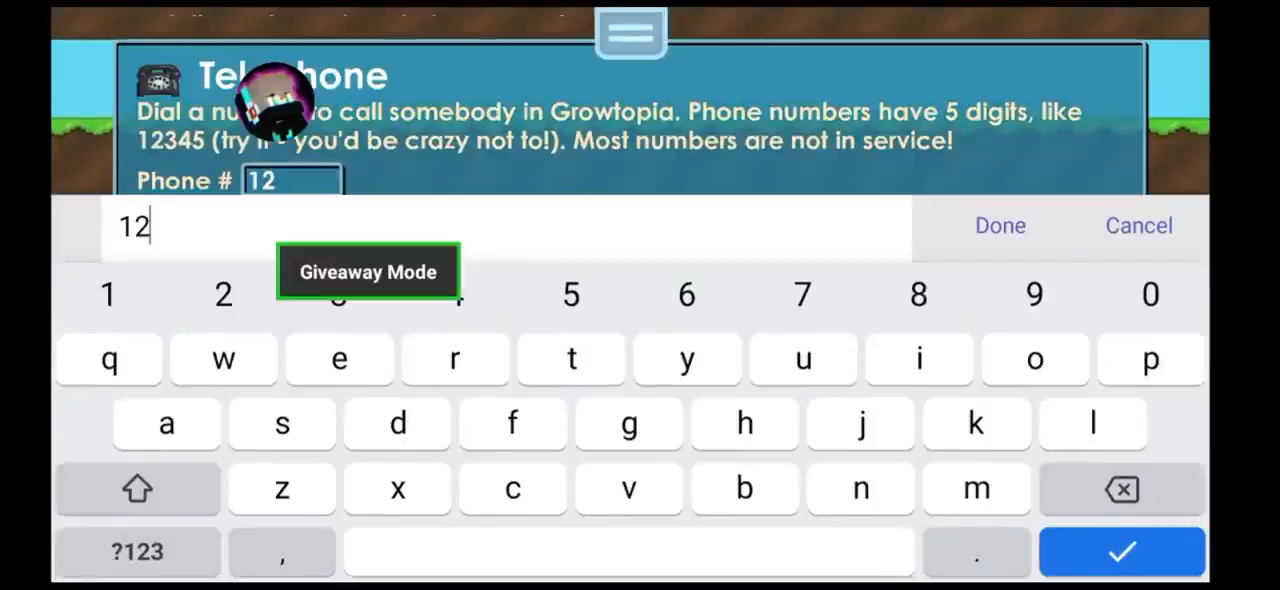 Tel hone
Dial a nu o call somebody in Growtopia. Phone numbers have 5 digits, like
12345 (try it - you'd be crazy not to!). Most numbers are not in service!
Phone # 12
12
Done
Cancel
Giveaway Mode
1 2 5 6 7 8 9 0
q w e r t y u i o p
a s d f g h j k l
z x c v b n m
?123 , .